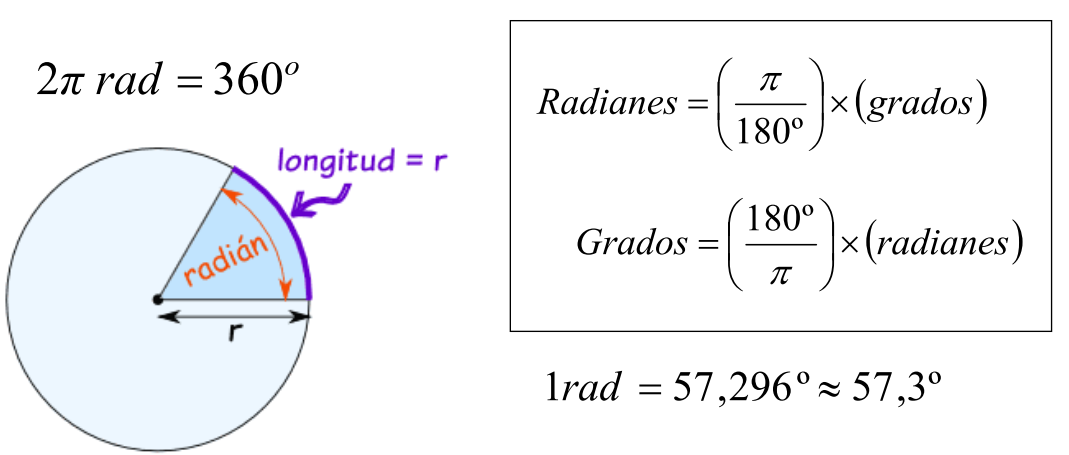 2π rad = 360º
longitud = r
radián
r
Radianes = (π/180º) × (grados)
Grados = (180º/π) × (radianes)
1rad = 57,296º ≈ 57,3º